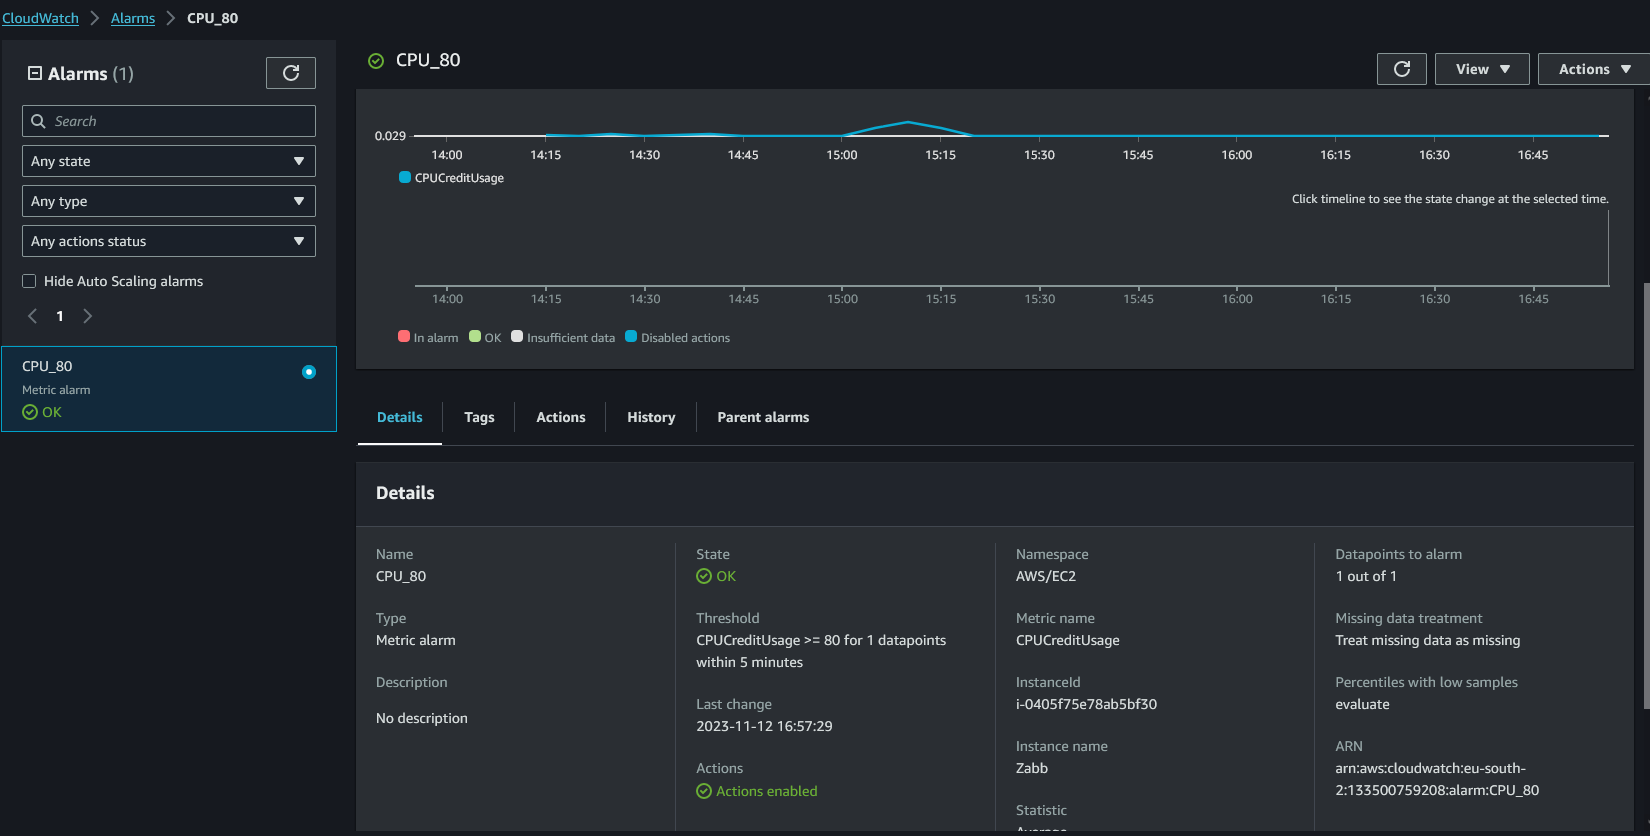 CloudWatch > Alarms > CPU_80
Alarms (1)
Search
Any state
Any type
Any actions status
Hide Auto Scaling alarms
1
CPU_80
Metric alarm
OK
CPU_80
View
Actions
0.029
14:00 14:15 14:30 14:45 15:00 15:15 15:30 15:45 16:00 16:15 16:30 16:45
CPUCreditUsage
Click timeline to see the state change at the selected time.
14:00 14:15 14:30 14:45 15:00 15:15 15:30 15:45 16:00 16:15 16:30 16:45
In alarm OK Insufficient data Disabled actions
Details Tags Actions History Parent alarms
Details
Name
CPU_80
Type
Metric alarm
Description
No description
State
OK
Threshold
CPUCreditUsage >= 80 for 1 datapoints
within 5 minutes
Last change
2023-11-12 16:57:29
Actions
Actions enabled
Namespace
AWS/EC2
Metric name
CPUCreditUsage
InstanceId
i-0405f75e78ab5bf30
Instance name
Zabb
Statistic
Average
Datapoints to alarm
1 out of 1
Missing data treatment
Treat missing data as missing
Percentiles with low samples
evaluate
ARN
arn:aws:cloudwatch:eu-south-
2:133500759208:alarm:CPU_80